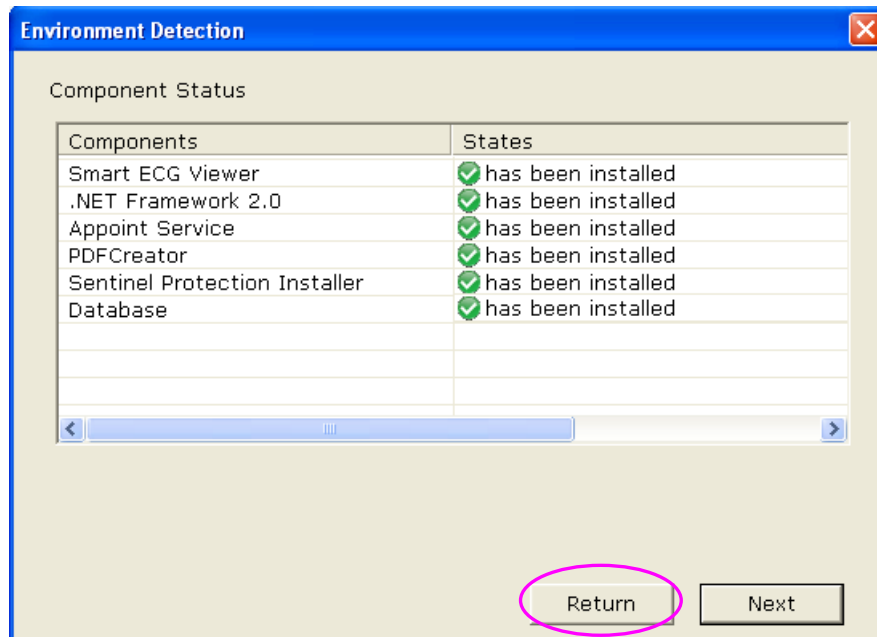 Environment Detection
Component Status
Components States
Smart ECG Viewer has been installed
.NET Framework 2.0 has been installed
Appoint Service has been installed
PDFCreator has been installed
Sentinel Protection Installer has been installed
Database has been installed
Return Next